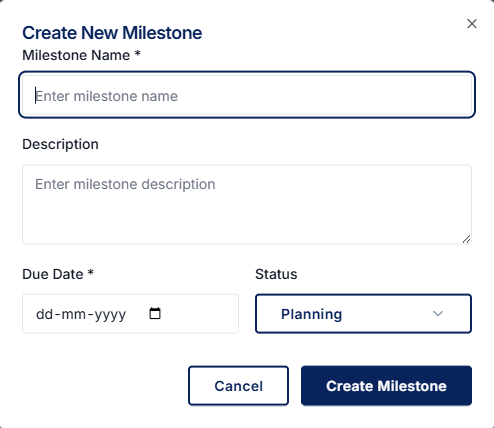 Create New Milestone
Milestone Name *
Enter milestone name
Description
Enter milestone description
Due Date * Status
dd-mm-yyyy Planning
Cancel Create Milestone